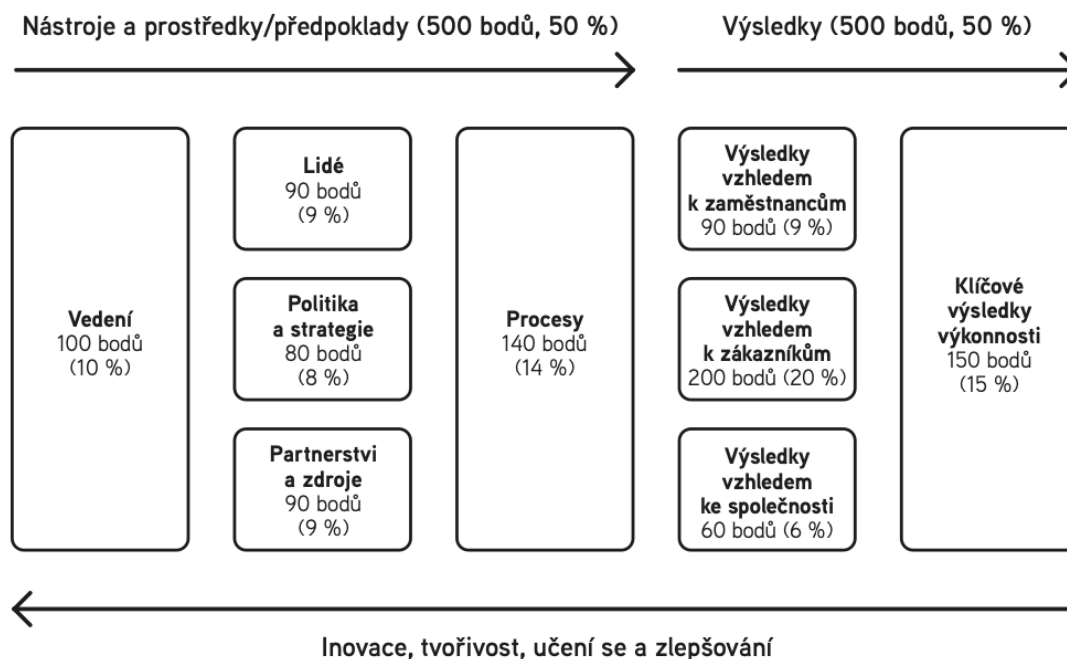 Nástroje a prostředky/předpoklady (500 bodů, 50 %)
Výsledky (500 bodů, 50 %)
Vedení
100 bodů
(10 %)
Lidé
90 bodů
(9 %)
Politika
a strategie
80 bodů
(8 %)
Partnerstvi
a zdroje
90 bodů
(9 %)
Procesy
140 bodů
(14 %)
Výsledky
vzhledem
k zaměstnancům
90 bodů (9 %)
Výsledky
vzhledem
k zákazníkům
200 bodů (20 %)
Výsledky
vzhledem
ke společnosti
60 bodů (6 %)
Klíčové
výsledky
výkonnosti
150 bodů
(15 %)
Inovace, tvořivost, učení se a zlepšování